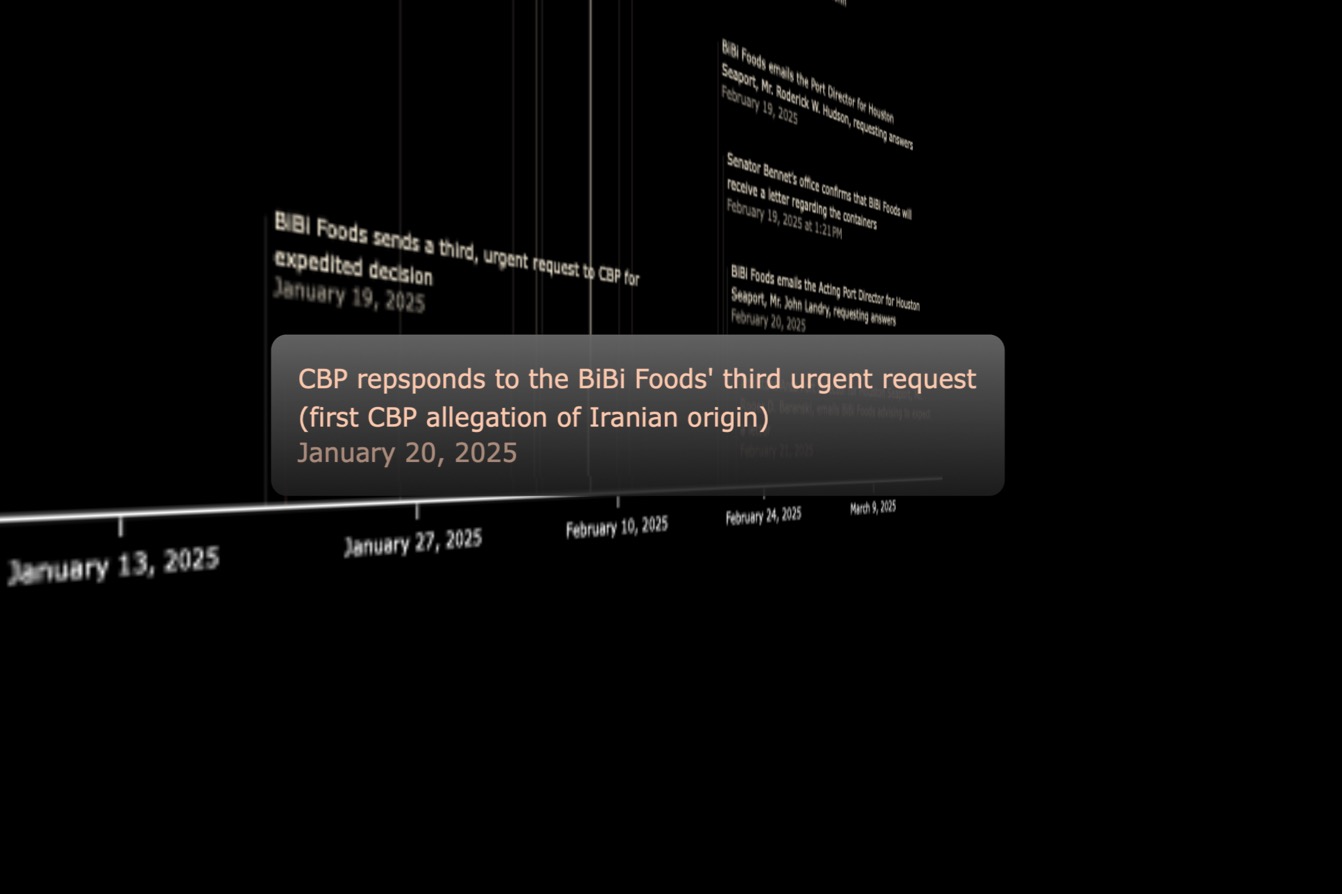 BiBi Foods emails the Port Director for Houston
Seaport, Mr. Roderick W. Hudson, requesting answers
February 19, 2025
Senator Bennet's office confirms that BiBi Foods will
receive a letter regarding the containers
February 19, 2025 at 1:21PM
BiBi Foods sends a third, urgent request to CBP for
expedited decision
January 19, 2025
BiBi Foods emails the Acting Port Director for Houston
Seaport, Mr. John Landry, requesting answers
February 20, 2025
CBP repsponds to the BiBi Foods' third urgent request
(first CBP allegation of Iranian origin)
January 20, 2025
February 21, 2025
January 13, 2025
January 27, 2025
February 10, 2025
February 24, 2025
March 9, 2025